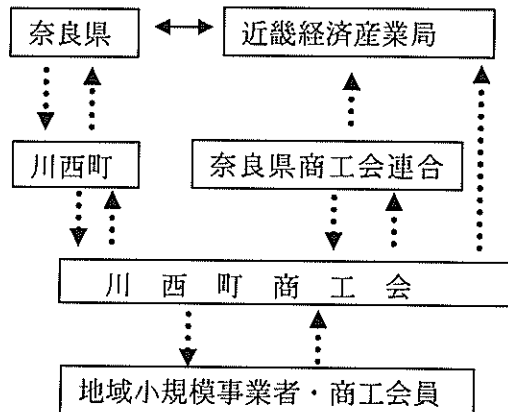 奈良県
近畿経済産業局
川西町
奈良県商工会連合
川西町商工会
地域小規模事業者・商工会員